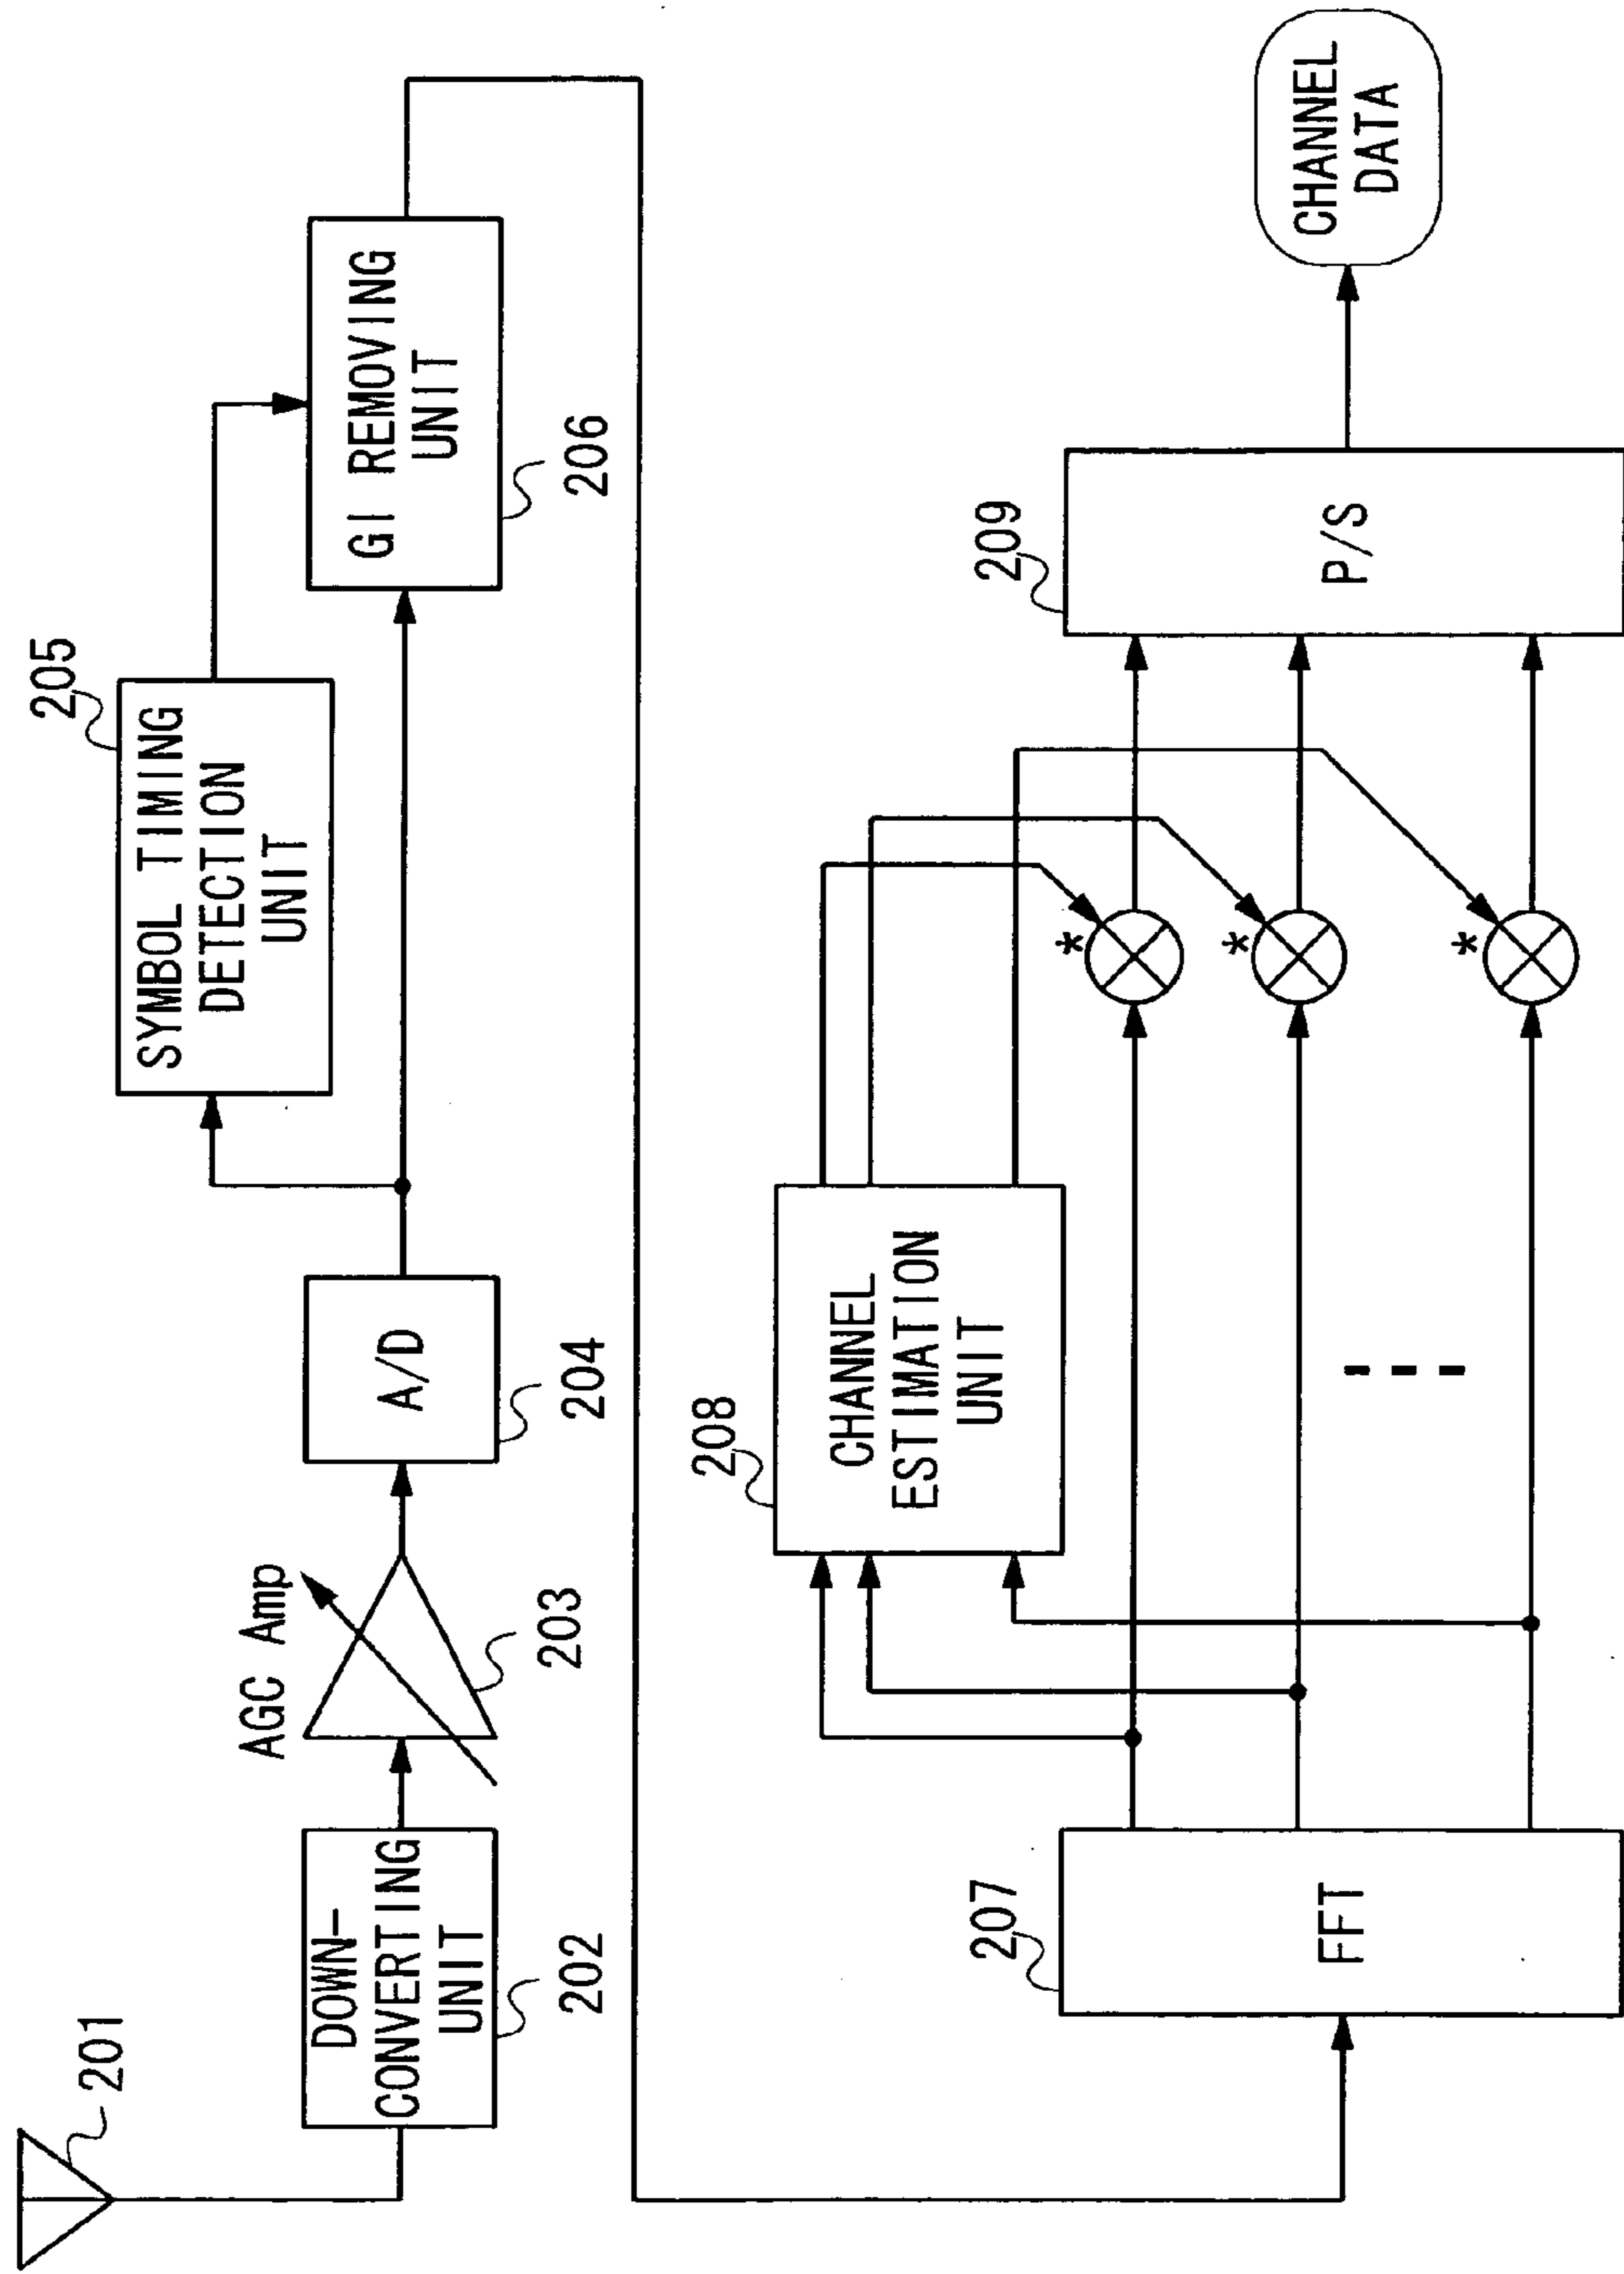 201
DOWN-
CONVERTING
UNIT
202
AGC Amp
203
A/D
204
SYMBOL TIMING
DETECTION
UNIT
205
GI REMOVING
UNIT
206
FFT
207
CHANNEL
ESTIMATION
UNIT
208
*
*
*
P/S
209
CHANNEL
DATA